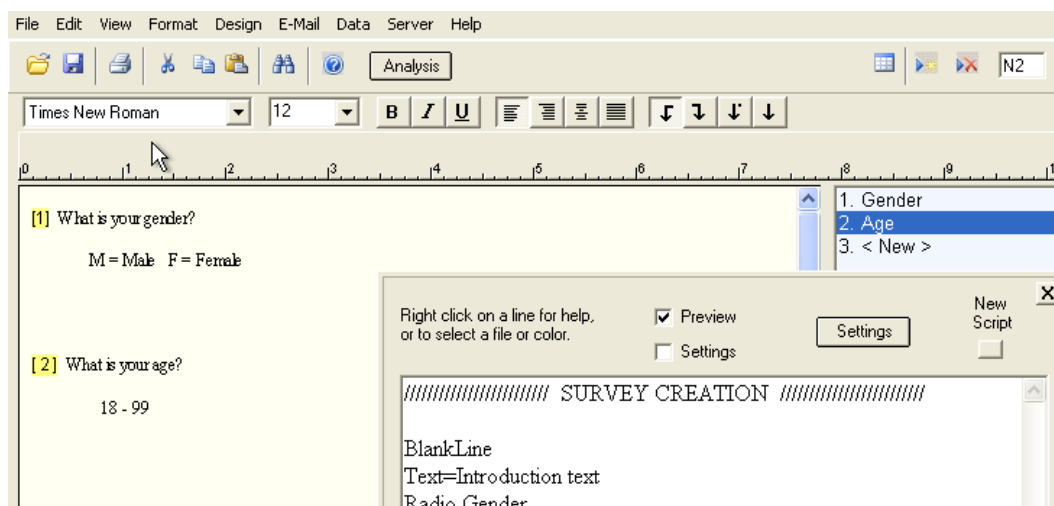 File Edit View Format Design E-Mail Data Server Help
Analysis N2
Times New Roman 12 B I U
0 1 2 3 4 5 6 7 8 9 1
[1] What is your gender?
M = Male F = Female
[2] What is your age?
18 - 99
1. Gender
2. Age
3. < New >
Right click on a line for help,
or to select a file or color.
Preview
Settings
Settings
New
Script
X
///////////////////////// SURVEY CREATION /////////////////////////
BlankLine
Text=Introduction text
Radio Gender